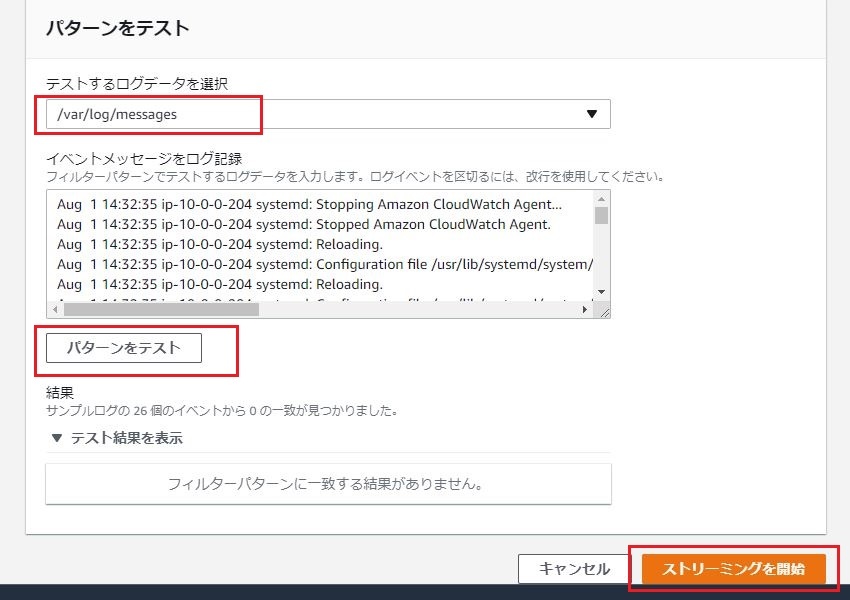 パターンをテスト
テストするログデータを選択
/var/log/messages
イベントメッセージをログ記録
フィルターパターンでテストするログデータを入力します。ログイベントを区切るには、改行を使用してください。
Aug 1 14:32:35 ip-10-0-0-204 systemd: Stopping Amazon CloudWatch Agent...
Aug 1 14:32:35 ip-10-0-0-204 systemd: Stopped Amazon CloudWatch Agent.
Aug 1 14:32:35 ip-10-0-0-204 systemd: Reloading.
Aug 1 14:32:35 ip-10-0-0-204 systemd: Configuration file /usr/lib/systemd/system/
Aug 1 14:32:35 ip-10-0-0-204 systemd: Reloading.
パターンをテスト
結果
サンプルログの 26 個のイベントから 0 の一致が見つかりました。
▼ テスト結果を表示
フィルターパターンに一致する結果がありません。
キャンセル
ストリーミングを開始